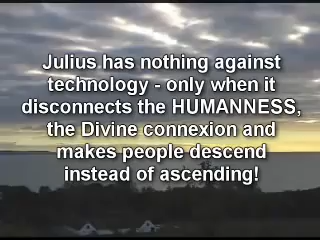 Julius has nothing against
technology - only when it
disconnects the HUMANNESS,
the Divine connexion and
makes people descend
instead of ascending!